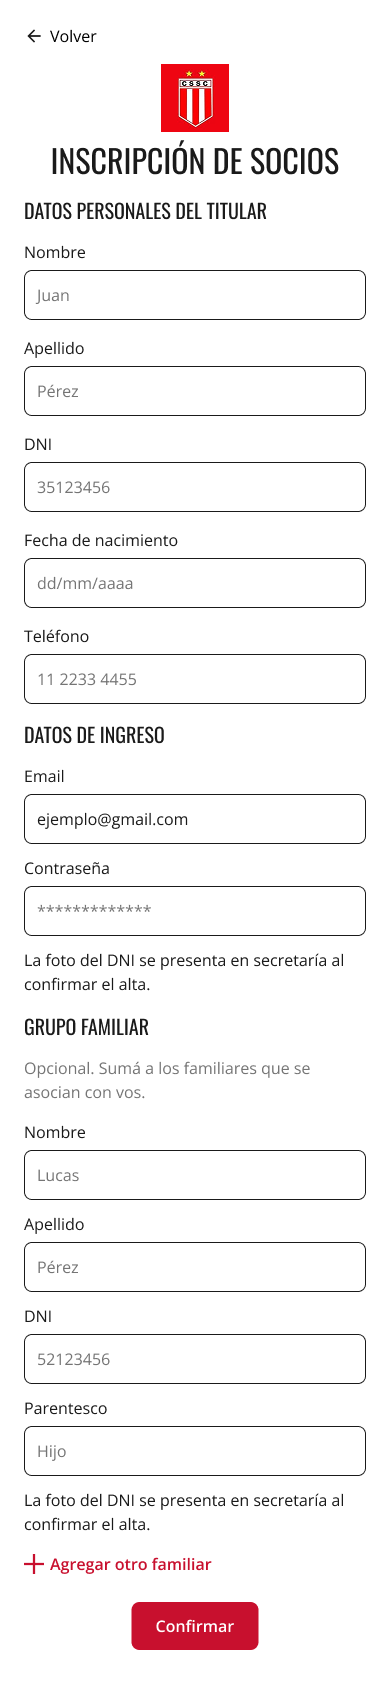 Volver
CSSC
INSCRIPCIÓN DE SOCIOS
DATOS PERSONALES DEL TITULAR
Nombre
Juan
Apellido
Pérez
DNI
35123456
Fecha de nacimiento
dd/mm/aaaa
Teléfono
11 2233 4455
DATOS DE INGRESO
Email
ejemplo@gmail.com
Contraseña
*************
La foto del DNI se presenta en secretaría al
confirmar el alta.
GRUPO FAMILIAR
Opcional. Sumá a los familiares que se
asocian con vos.
Nombre
Lucas
Apellido
Pérez
DNI
52123456
Parentesco
Hijo
La foto del DNI se presenta en secretaría al
confirmar el alta.
Agregar otro familiar
Confirmar